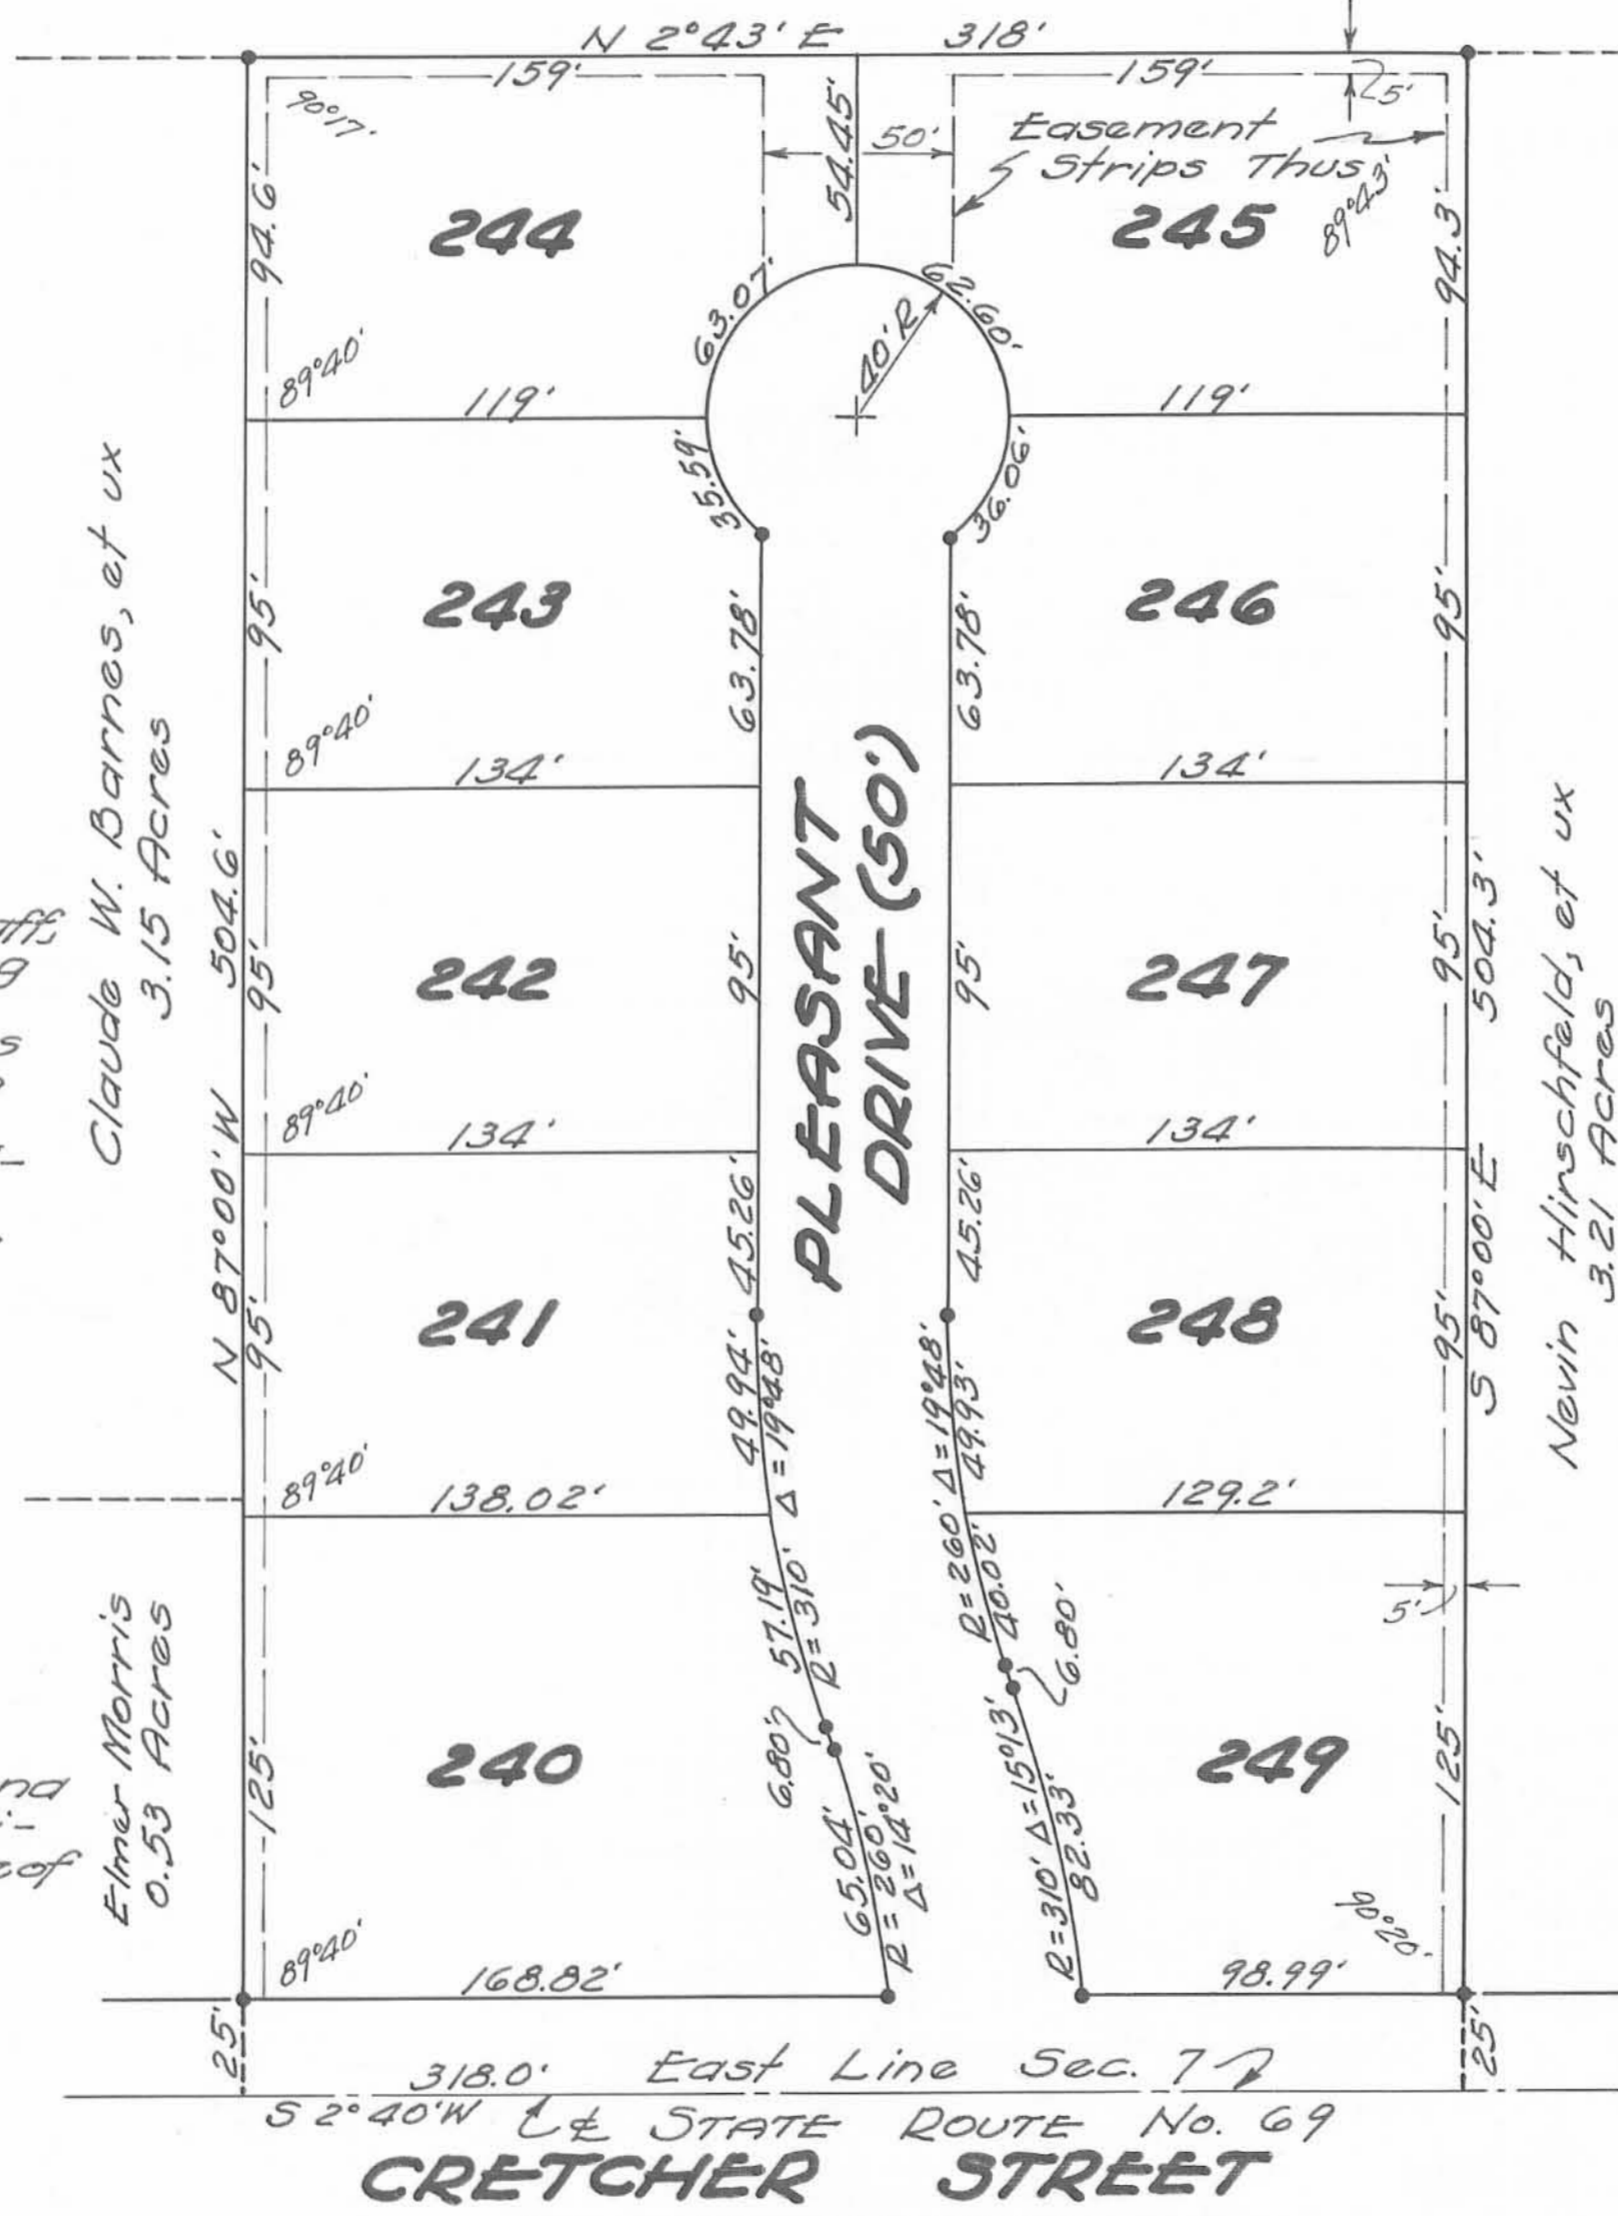 N 2°43' E 318'
159'
159'
5'
90°17'
54.45'
50'
Easement
Strips Thus
89°43'
94.6'
244
245
94.3'
63.07'
62.60'
40' R
89°40'
119'
119'
35.59'
36.06'
95'
243
246
95'
63.78'
63.78'
89°40'
134'
134'
Claude W. Barnes, et ux
3.15 Acres
N 87°00' W 504.6'
95'
242
95'
PLEASANT
DRIVE (50')
95'
247
95'
S 87°00' E 504.3'
Nevin Hirschfeld, et ux
3.21 Acres
89°40'
134'
134'
45.26'
45.26'
95'
241
248
95'
49.94'
Δ=19°48'
R=310'
R=260' Δ=19°48'
49.93'
89°40'
138.02'
129.2'
57.19'
40.02'
5'
6.80'
6.80'
Elmer Morris
0.53 Acres
125'
240
249
125'
65.04'
R=260'
Δ=14°20'
R=310' Δ=15°13'
82.33'
90°20'
89°40'
168.82'
98.99'
25'
25'
318.0' East Line Sec. 7
S 2°40'W ℄ STATE ROUTE No. 69
CRETCHER STREET